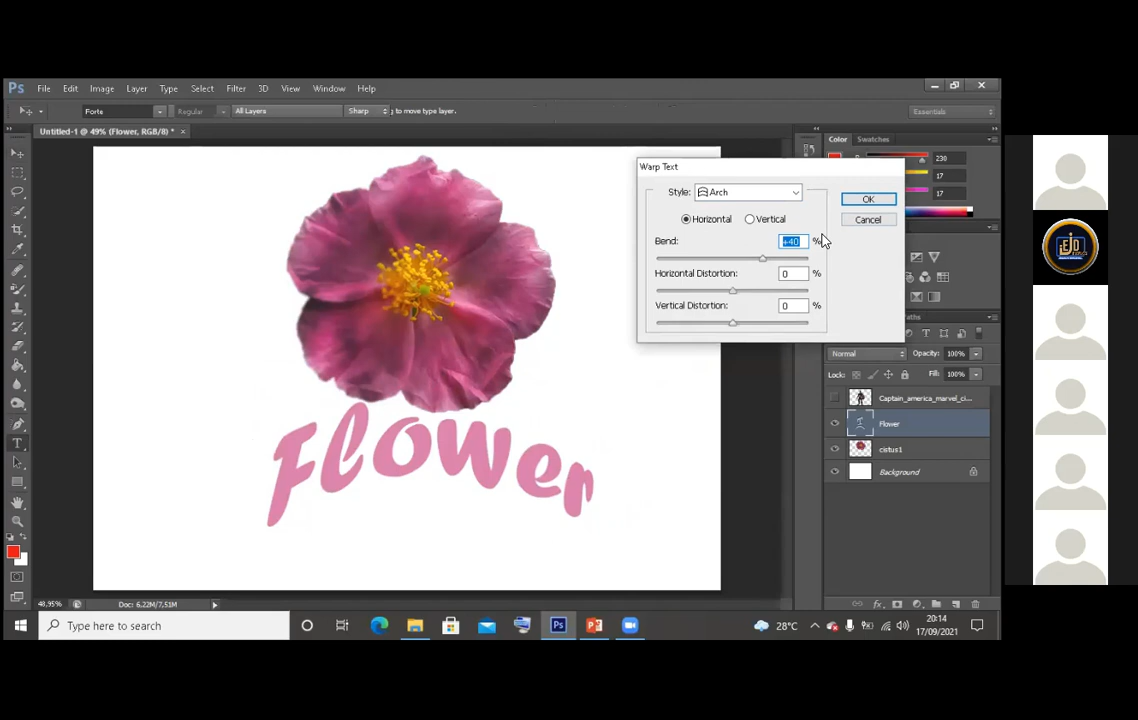 Ps File Edit Image Layer Type Select Filter 3D View Window Help
Forte Regular All Layers Sharp g to move type layer. Essentials
Untitled-1 @ 49% (Flower, RGB/8) * ×
Color Swatches
230
17
17
Warp Text
Style: Arch
Horizontal Vertical
Bend: +40 %
Horizontal Distortion: 0 %
Vertical Distortion: 0 %
OK
Cancel
EJD
aths
Normal Opacity: 100%
Lock: Fill: 100%
Captain_america_marvel_ci...
Flower
cistus1
Background
Flower
48,95% Doc: 6,22M/7,51M
Type here to search
28°C
20:14
17/09/2021